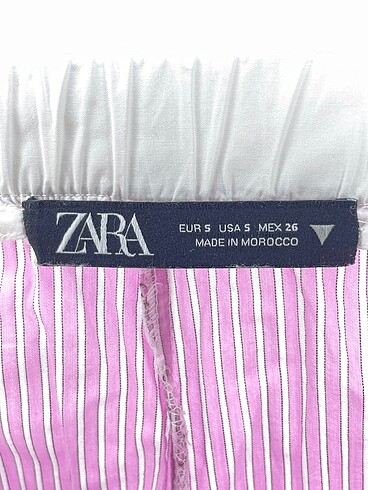 ZARA
EUR S USA S MEX 26
MADE IN MOROCCO